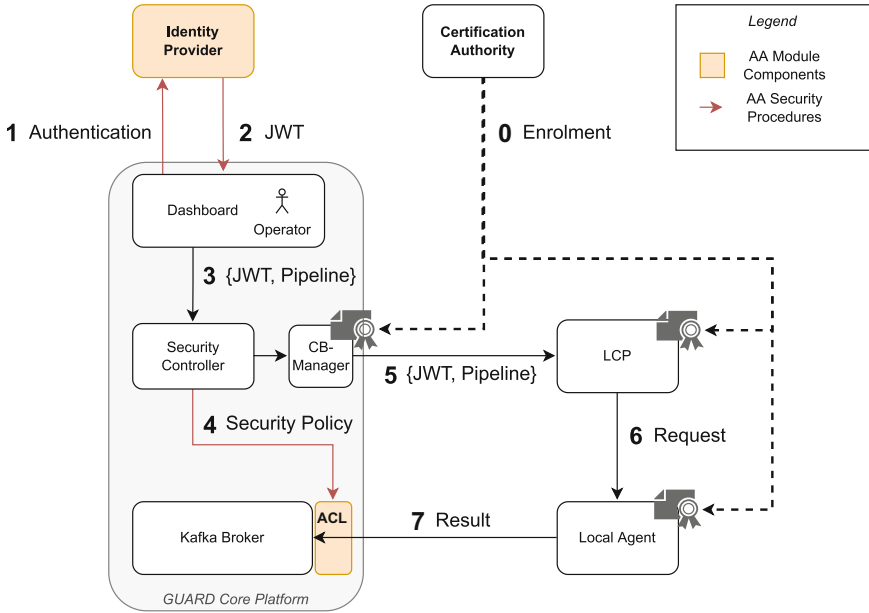 Identity
Provider
Certification
Authority
Legend
AA Module
Components
AA Security
Procedures
1 Authentication
2 JWT
0 Enrolment
Dashboard
Operator
3 {JWT, Pipeline}
Security
Controller
CB-
Manager
LCP
5 {JWT, Pipeline}
4 Security Policy
6 Request
Kafka Broker
ACL
7 Result
Local Agent
GUARD Core Platform